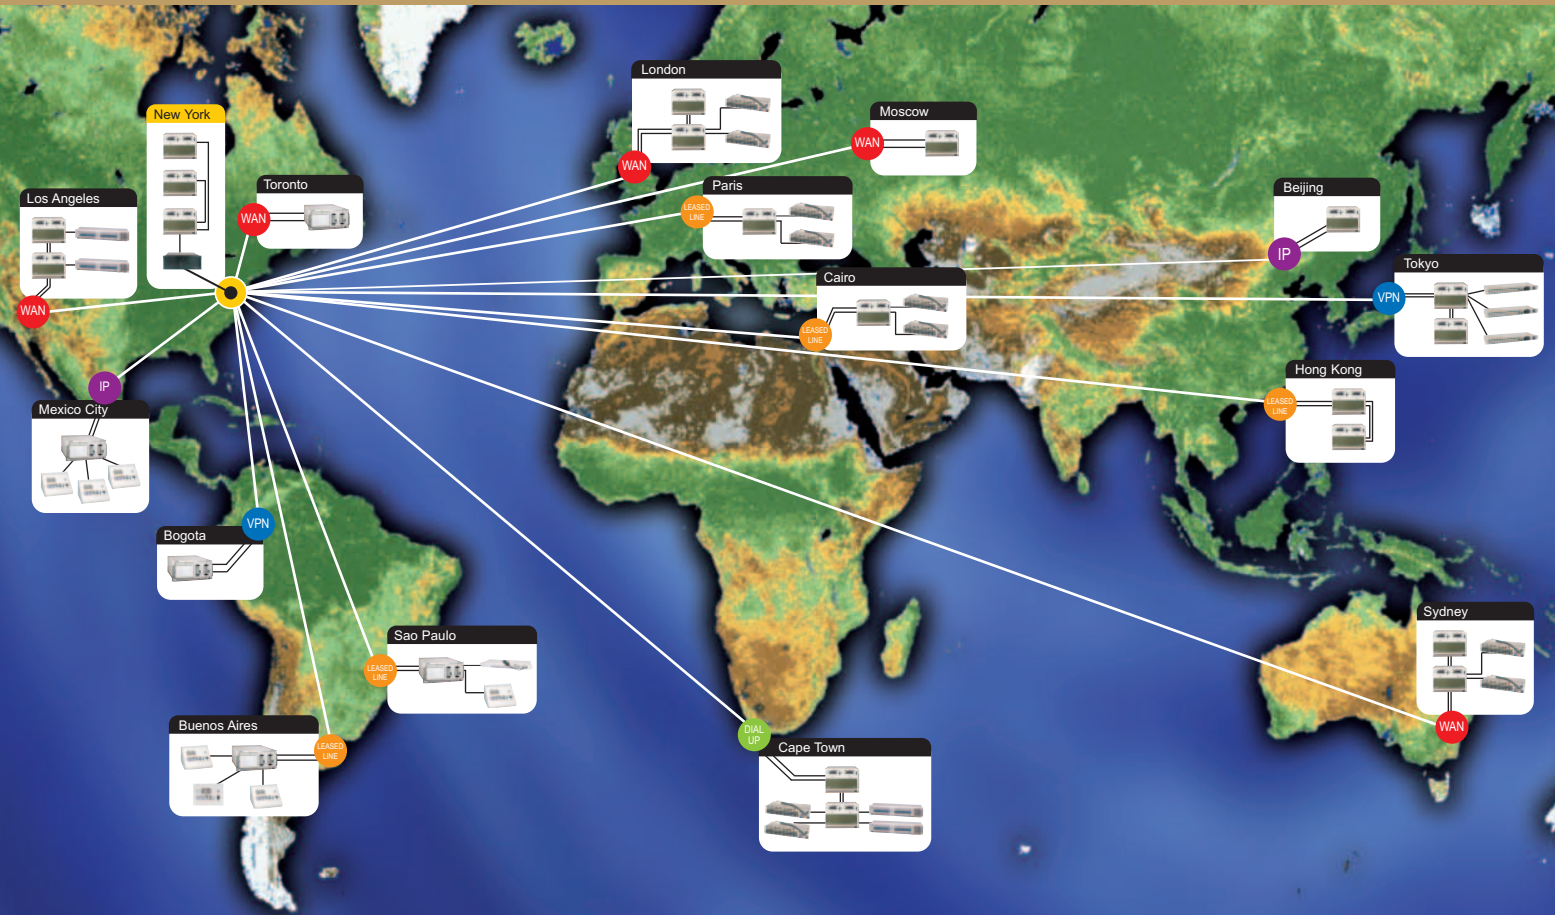 London
WAN
Moscow
WAN
New York
Toronto
WAN
Los Angeles
WAN
Paris
LEASED
LINE
Beijing
IP
Tokyo
VPN
Cairo
LEASED
LINE
Hong Kong
LEASED
LINE
IP
Mexico City
VPN
Bogota
Sao Paulo
LEASED
LINE
Sydney
WAN
Buenos Aires
LEASED
LINE
DIAL
UP
Cape Town